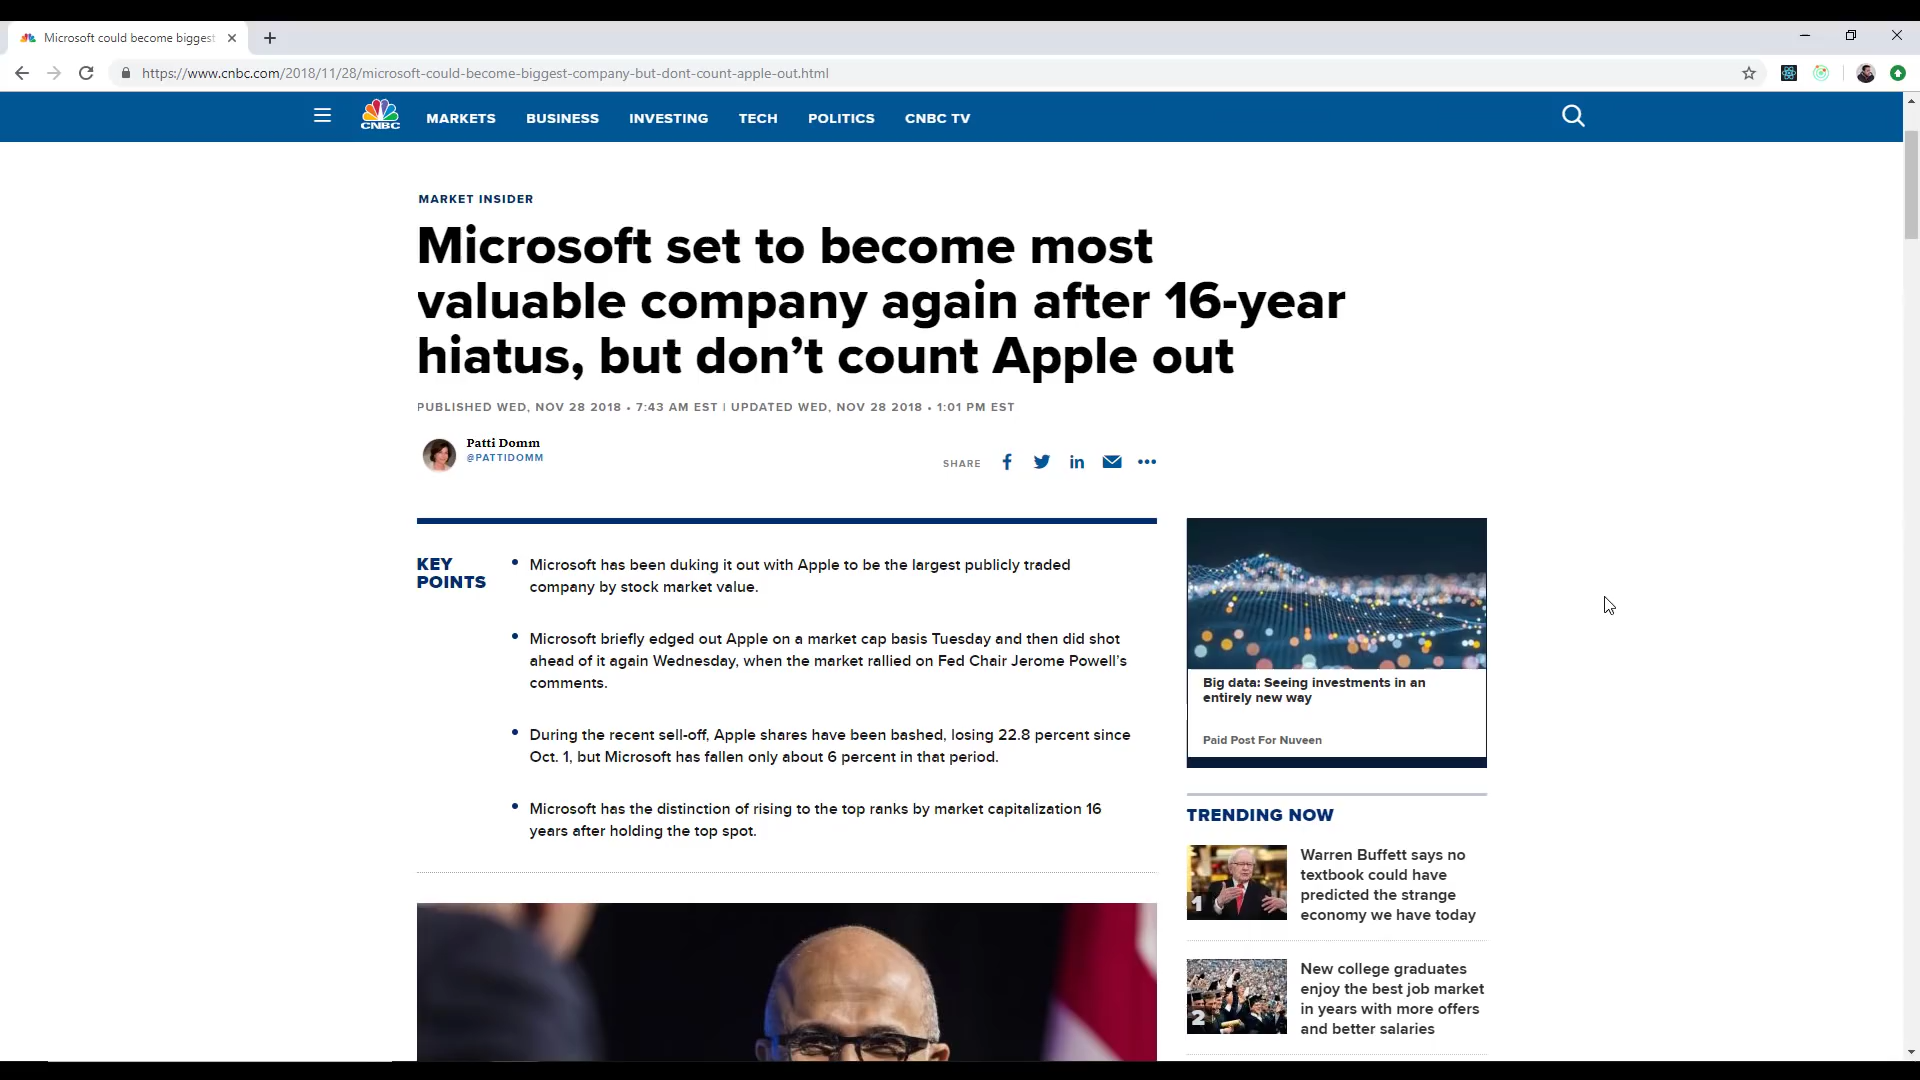 Microsoft could become biggest
https://www.cnbc.com/2018/11/28/microsoft-could-become-biggest-company-but-dont-count-apple-out.html
CNBC
MARKETS
BUSINESS
INVESTING
TECH
POLITICS
CNBC TV
MARKET INSIDER
Microsoft set to become most
valuable company again after 16-year
hiatus, but don’t count Apple out
PUBLISHED WED, NOV 28 2018 • 7:43 AM EST | UPDATED WED, NOV 28 2018 • 1:01 PM EST
Patti Domm
@PATTIDOMM
SHARE
KEY
POINTS
• Microsoft has been duking it out with Apple to be the largest publicly traded
company by stock market value.
• Microsoft briefly edged out Apple on a market cap basis Tuesday and then did shot
ahead of it again Wednesday, when the market rallied on Fed Chair Jerome Powell’s
comments.
• During the recent sell-off, Apple shares have been bashed, losing 22.8 percent since
Oct. 1, but Microsoft has fallen only about 6 percent in that period.
• Microsoft has the distinction of rising to the top ranks by market capitalization 16
years after holding the top spot.
Big data: Seeing investments in an
entirely new way
Paid Post For Nuveen
TRENDING NOW
1
Warren Buffett says no
textbook could have
predicted the strange
economy we have today
2
New college graduates
enjoy the best job market
in years with more offers
and better salaries